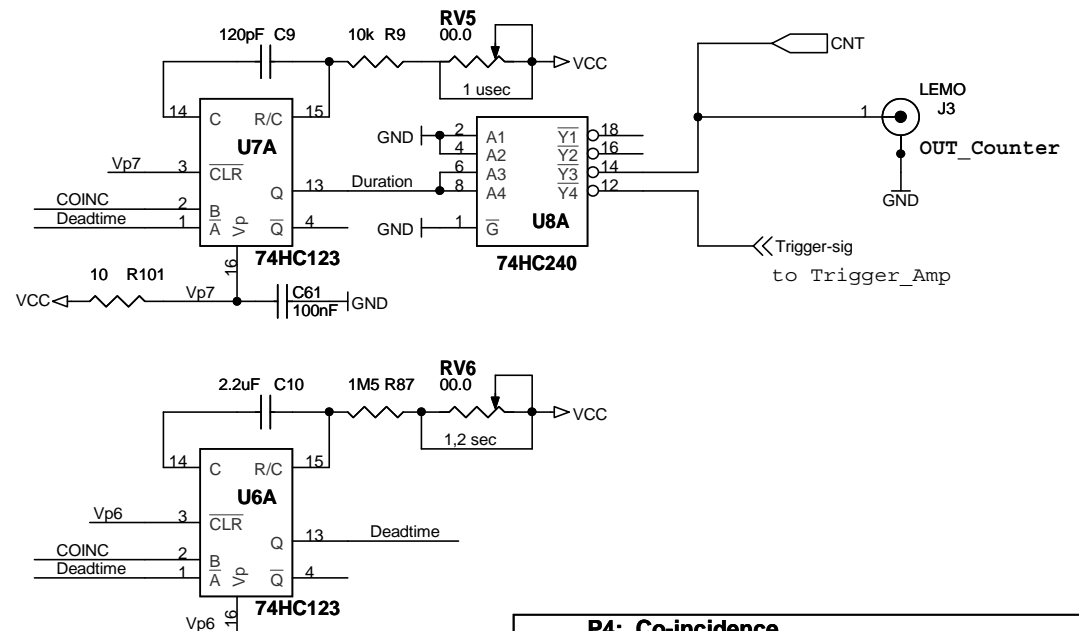 RV5
120pF C9
10k R9
00.0
VCC
1 usec
CNT
LEMO
J3
1
OUT_Counter
GND
14
C
R/C
15
U7A
Vp7
3
CLR
Q
13
Duration
COINC
2
B
Deadtime
1
A
Vp
Q
4
16
74HC123
GND
2
A1
Y1
18
4
A2
Y2
16
6
A3
Y3
14
8
A4
Y4
12
GND
1
G
U8A
74HC240
Trigger-sig
to Trigger_Amp
10 R101
VCC
Vp7
C61
100nF
GND
RV6
2.2uF C10
1M5 R87
00.0
VCC
1,2 sec
14
C
R/C
15
U6A
Vp6
3
CLR
Q
13
Deadtime
COINC
2
B
Deadtime
1
A
Vp
Q
4
16
74HC123
Vp6
P4: Co-incidence